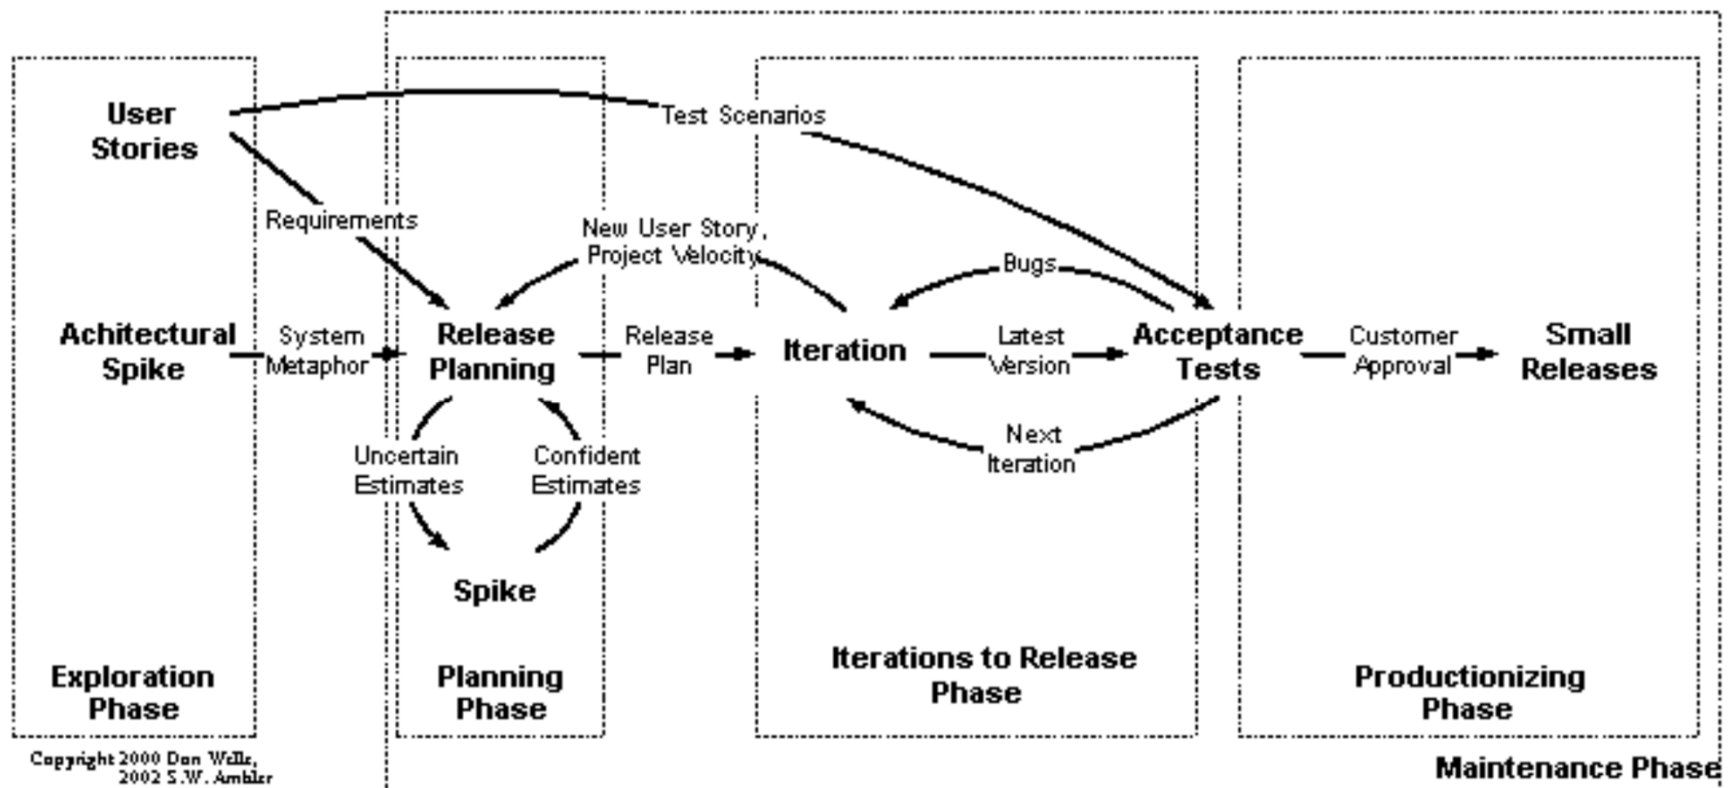 User
Stories
Test Scenarios
Requirements
New User Story,
Project Velocity
Bugs
Achitectural
Spike
System
Metaphor
Release
Planning
Release
Plan
Iteration
Latest
Version
Acceptance
Tests
Customer
Approval
Small
Releases
Uncertain
Estimates
Confident
Estimates
Next
Iteration
Spike
Exploration
Phase
Planning
Phase
Iterations to Release
Phase
Productionizing
Phase
Copyright 2000 Don Wells,
2002 S.W. Ambler
Maintenance Phase